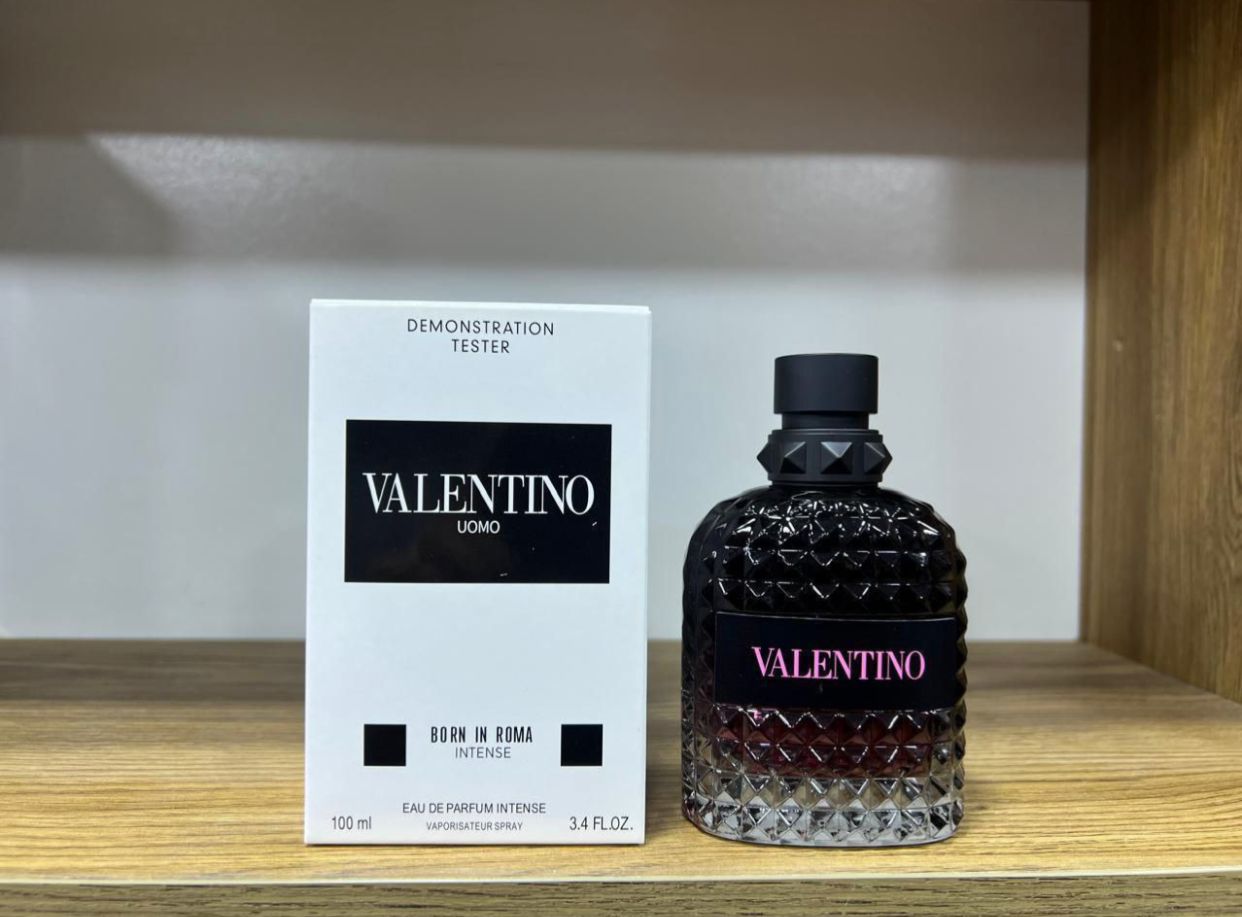 DEMONSTRATION
TESTER
VALENTINO
UOMO
BORN IN ROMA
INTENSE
EAU DE PARFUM INTENSE
100 ml
VAPORISATEUR SPRAY
3.4 FL.OZ.
VALENTINO